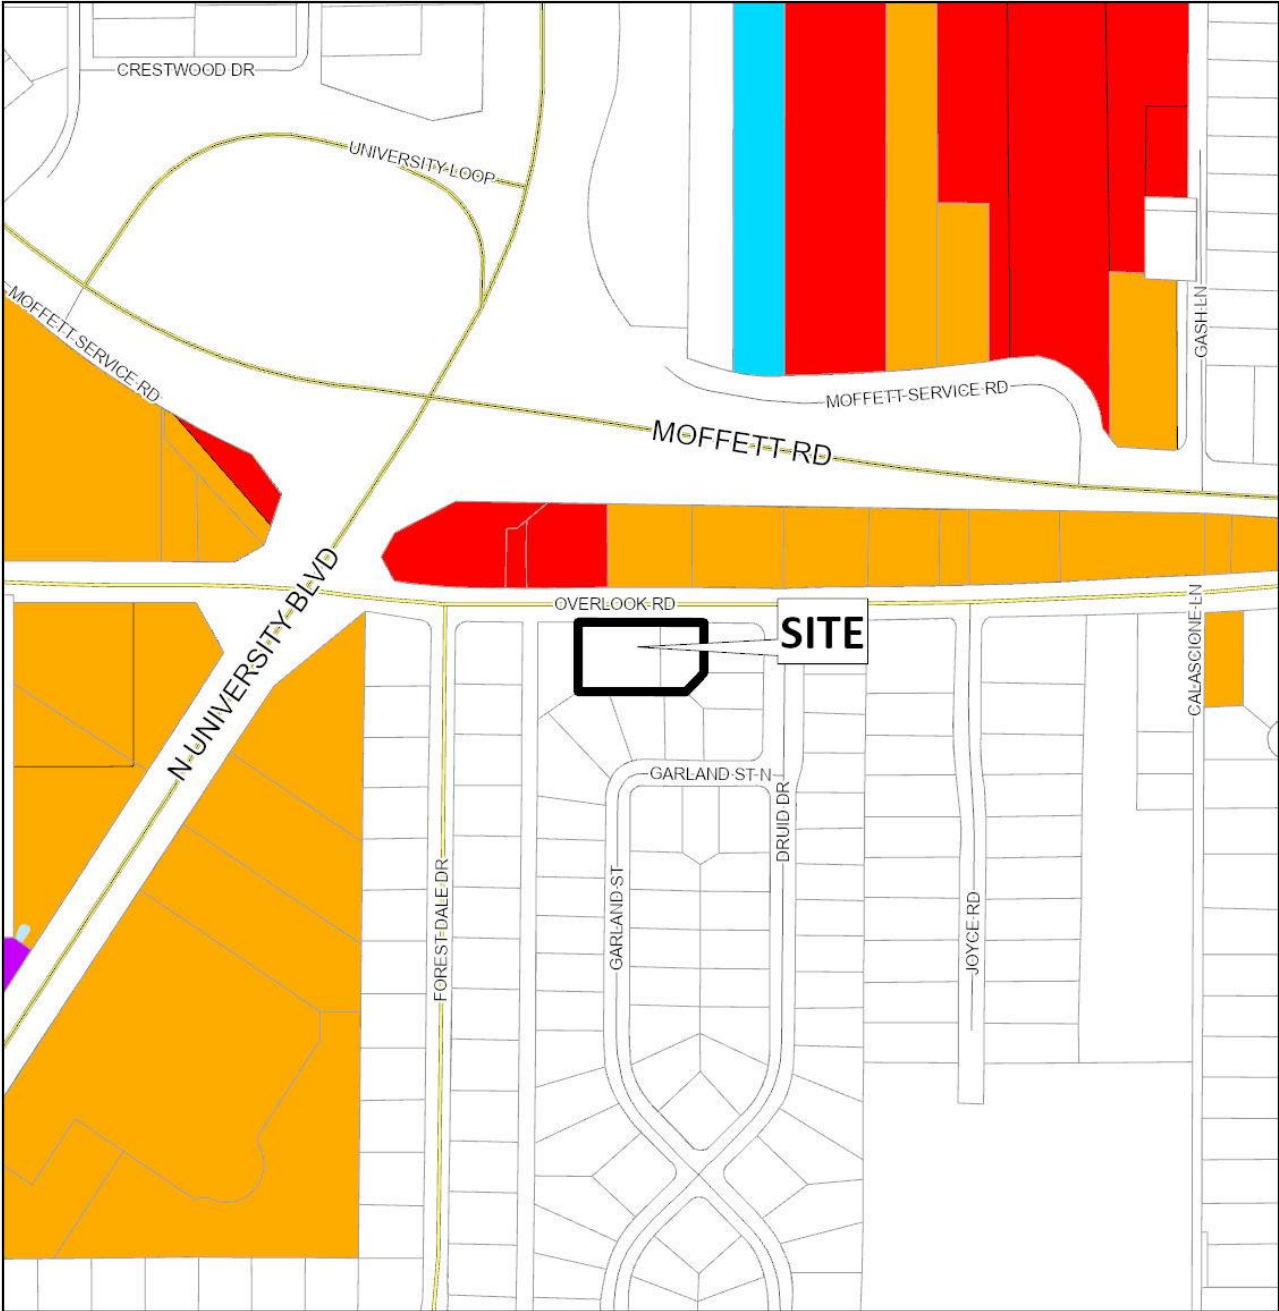 CRESTWOOD DR
UNIVERSITY LOOP
MOFFETT SERVICE RD
GASH LN
MOFFETT SERVICE RD
MOFFETT RD
N UNIVERSITY BLVD
OVERLOOK RD
SITE
CALASCIONE LN
GARLAND ST N
DRUID DR
FOREST DALE DR
GARLAND ST
JOYCE RD